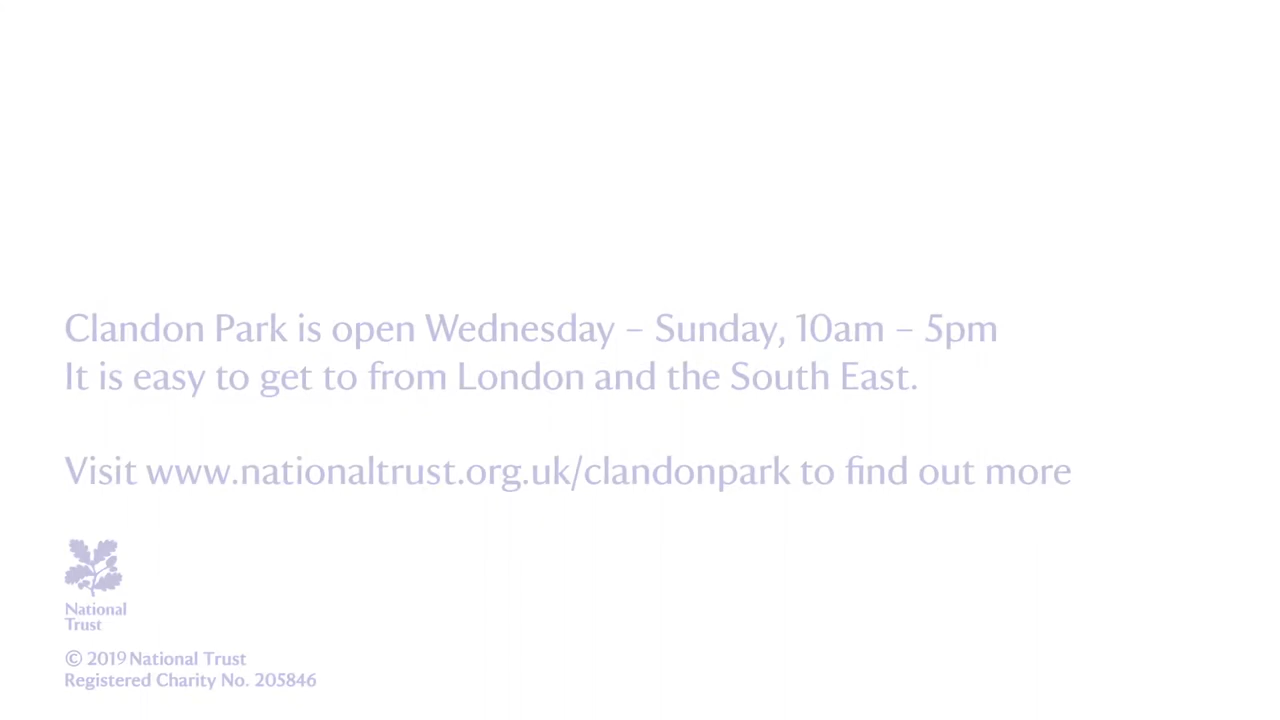 Clandon Park is open Wednesday – Sunday, 10am – 5pm
It is easy to get to from London and the South East.
Visit www.nationaltrust.org.uk/clandonpark to find out more
National
Trust
© 2019 National Trust
Registered Charity No. 205846